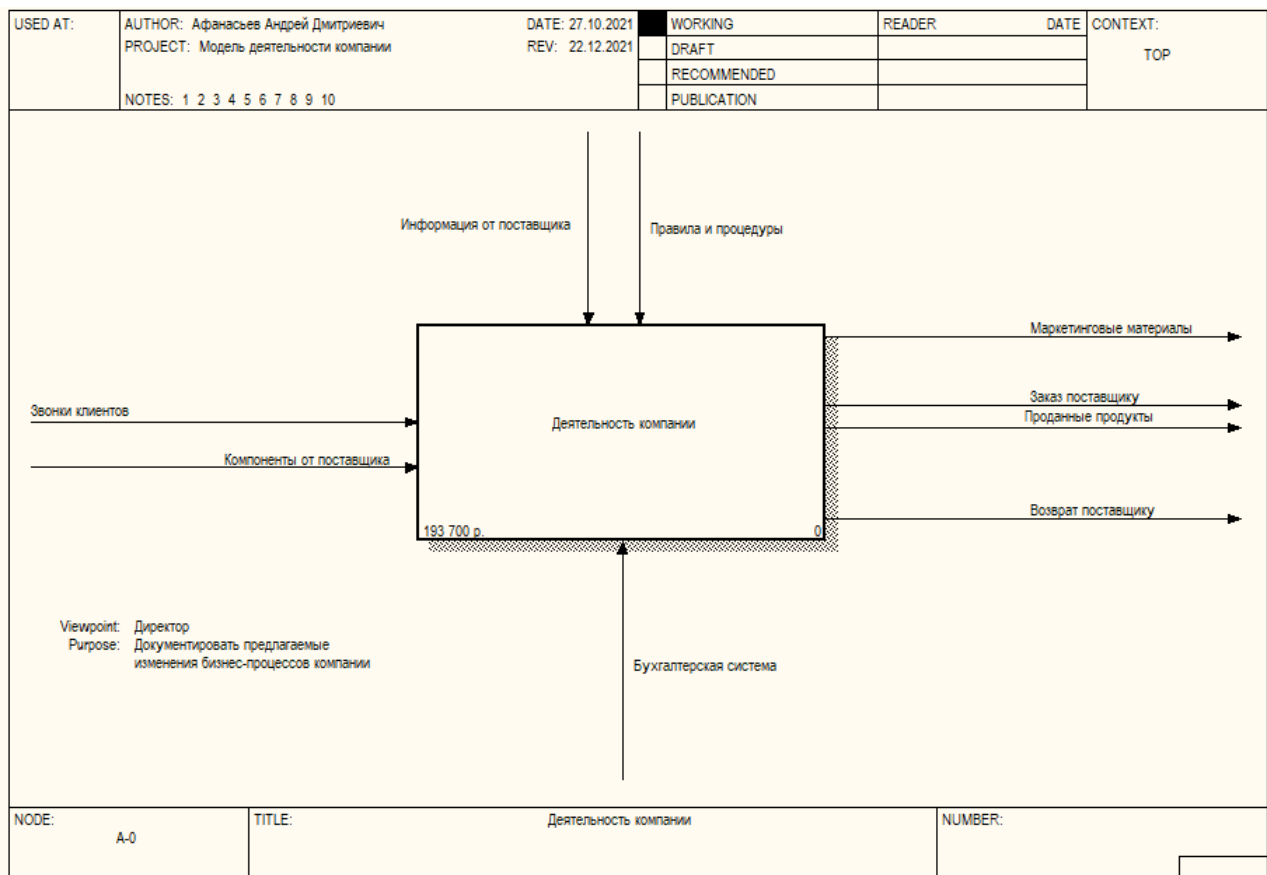 USED AT:
AUTHOR: Афанасьев Андрей Дмитриевич
DATE: 27.10.2021
PROJECT: Модель деятельности компании
REV: 22.12.2021
NOTES: 1 2 3 4 5 6 7 8 9 10
WORKING
DRAFT
RECOMMENDED
PUBLICATION
READER
DATE
CONTEXT:
TOP
Информация от поставщика
Правила и процедуры
Маркетинговые материалы
Заказ поставщику
Проданные продукты
Звонки клиентов
Деятельность компании
Компоненты от поставщика
Возврат поставщику
193 700 р.
0
Viewpoint: Директор
Purpose: Документировать предлагаемые
изменения бизнес-процессов компании
Бухгалтерская система
NODE:
A-0
TITLE:
Деятельность компании
NUMBER: